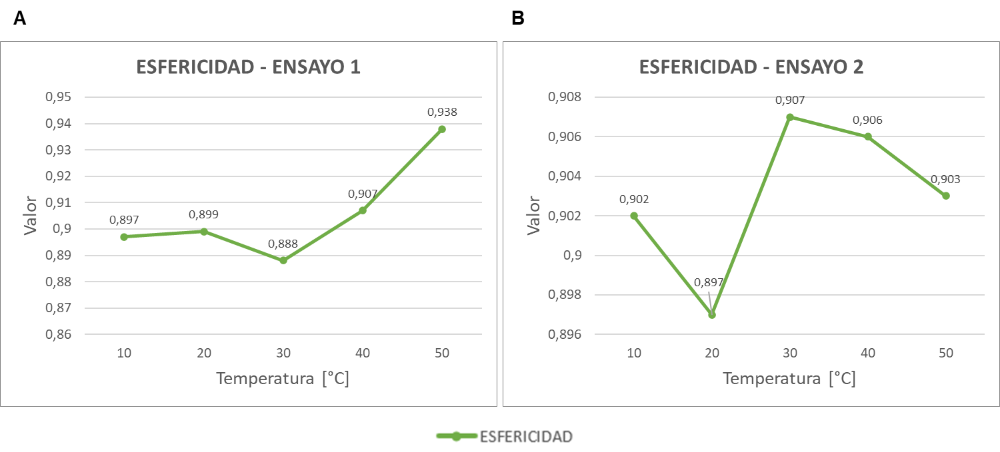 A
ESFERICIDAD - ENSAYO 1
0,95
0,94
0,93
0,92
0,91
0,9
0,89
0,88
0,87
0,86
Valor
0,897
0,899
0,888
0,907
0,938
10 20 30 40 50
Temperatura [°C]
B
ESFERICIDAD - ENSAYO 2
0,908
0,906
0,904
0,902
0,9
0,898
0,896
Valor
0,902
0,897
0,907
0,906
0,903
10 20 30 40 50
Temperatura [°C]
ESFERICIDAD